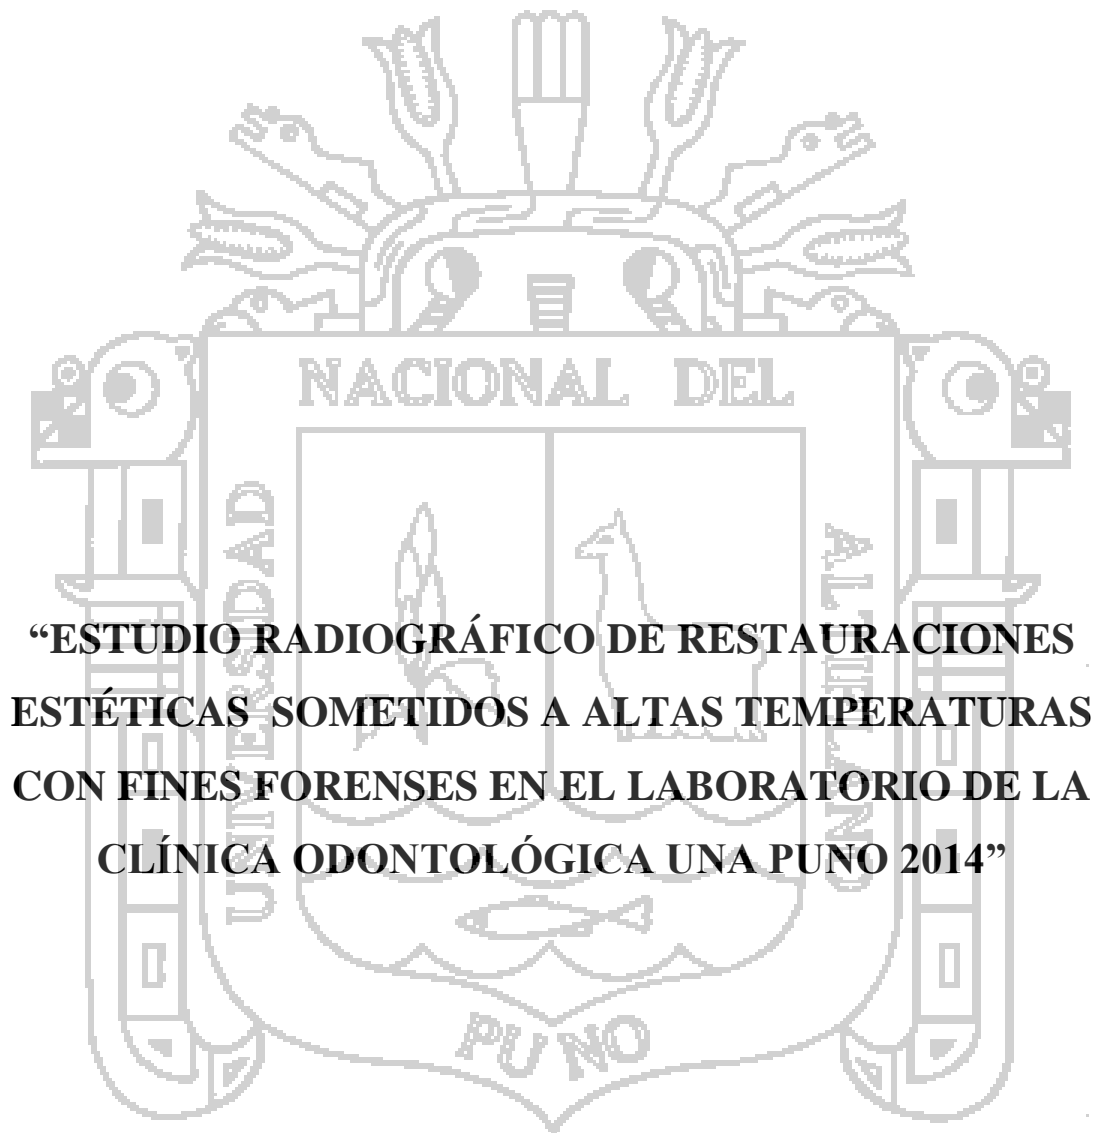 NACIONAL DEL
UNIVERSIDAD
ALTIPLANO
“ESTUDIO RADIOGRÁFICO DE RESTAURACIONES
ESTÉTICAS SOMETIDOS A ALTAS TEMPERATURAS
CON FINES FORENSES EN EL LABORATORIO DE LA
CLÍNICA ODONTOLÓGICA UNA PUNO 2014”
PUNO